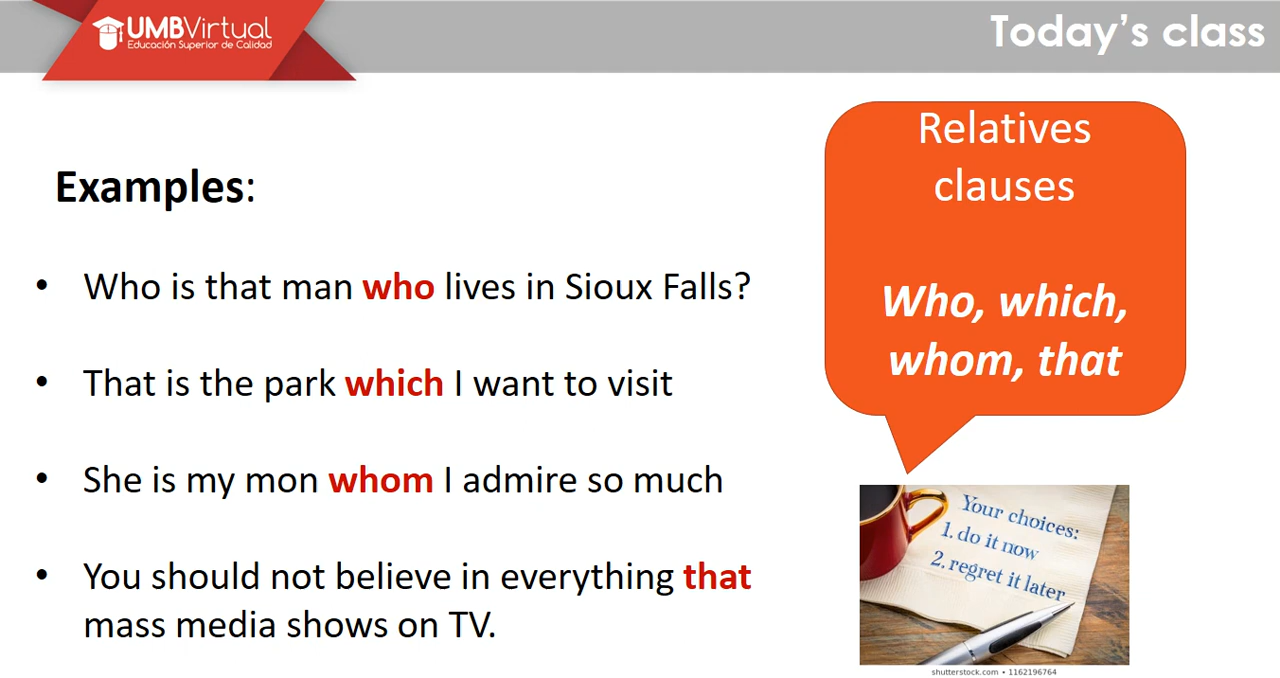 UMBVirtual
Educación Superior de Calidad
Today's class
Relatives
clauses
Who, which,
whom, that
Examples:
• Who is that man who lives in Sioux Falls?
• That is the park which I want to visit
• She is my mon whom I admire so much
• You should not believe in everything that
mass media shows on TV.
Your choices:
1. do it now
2. regret it later
shutterstock.com • 1162196764